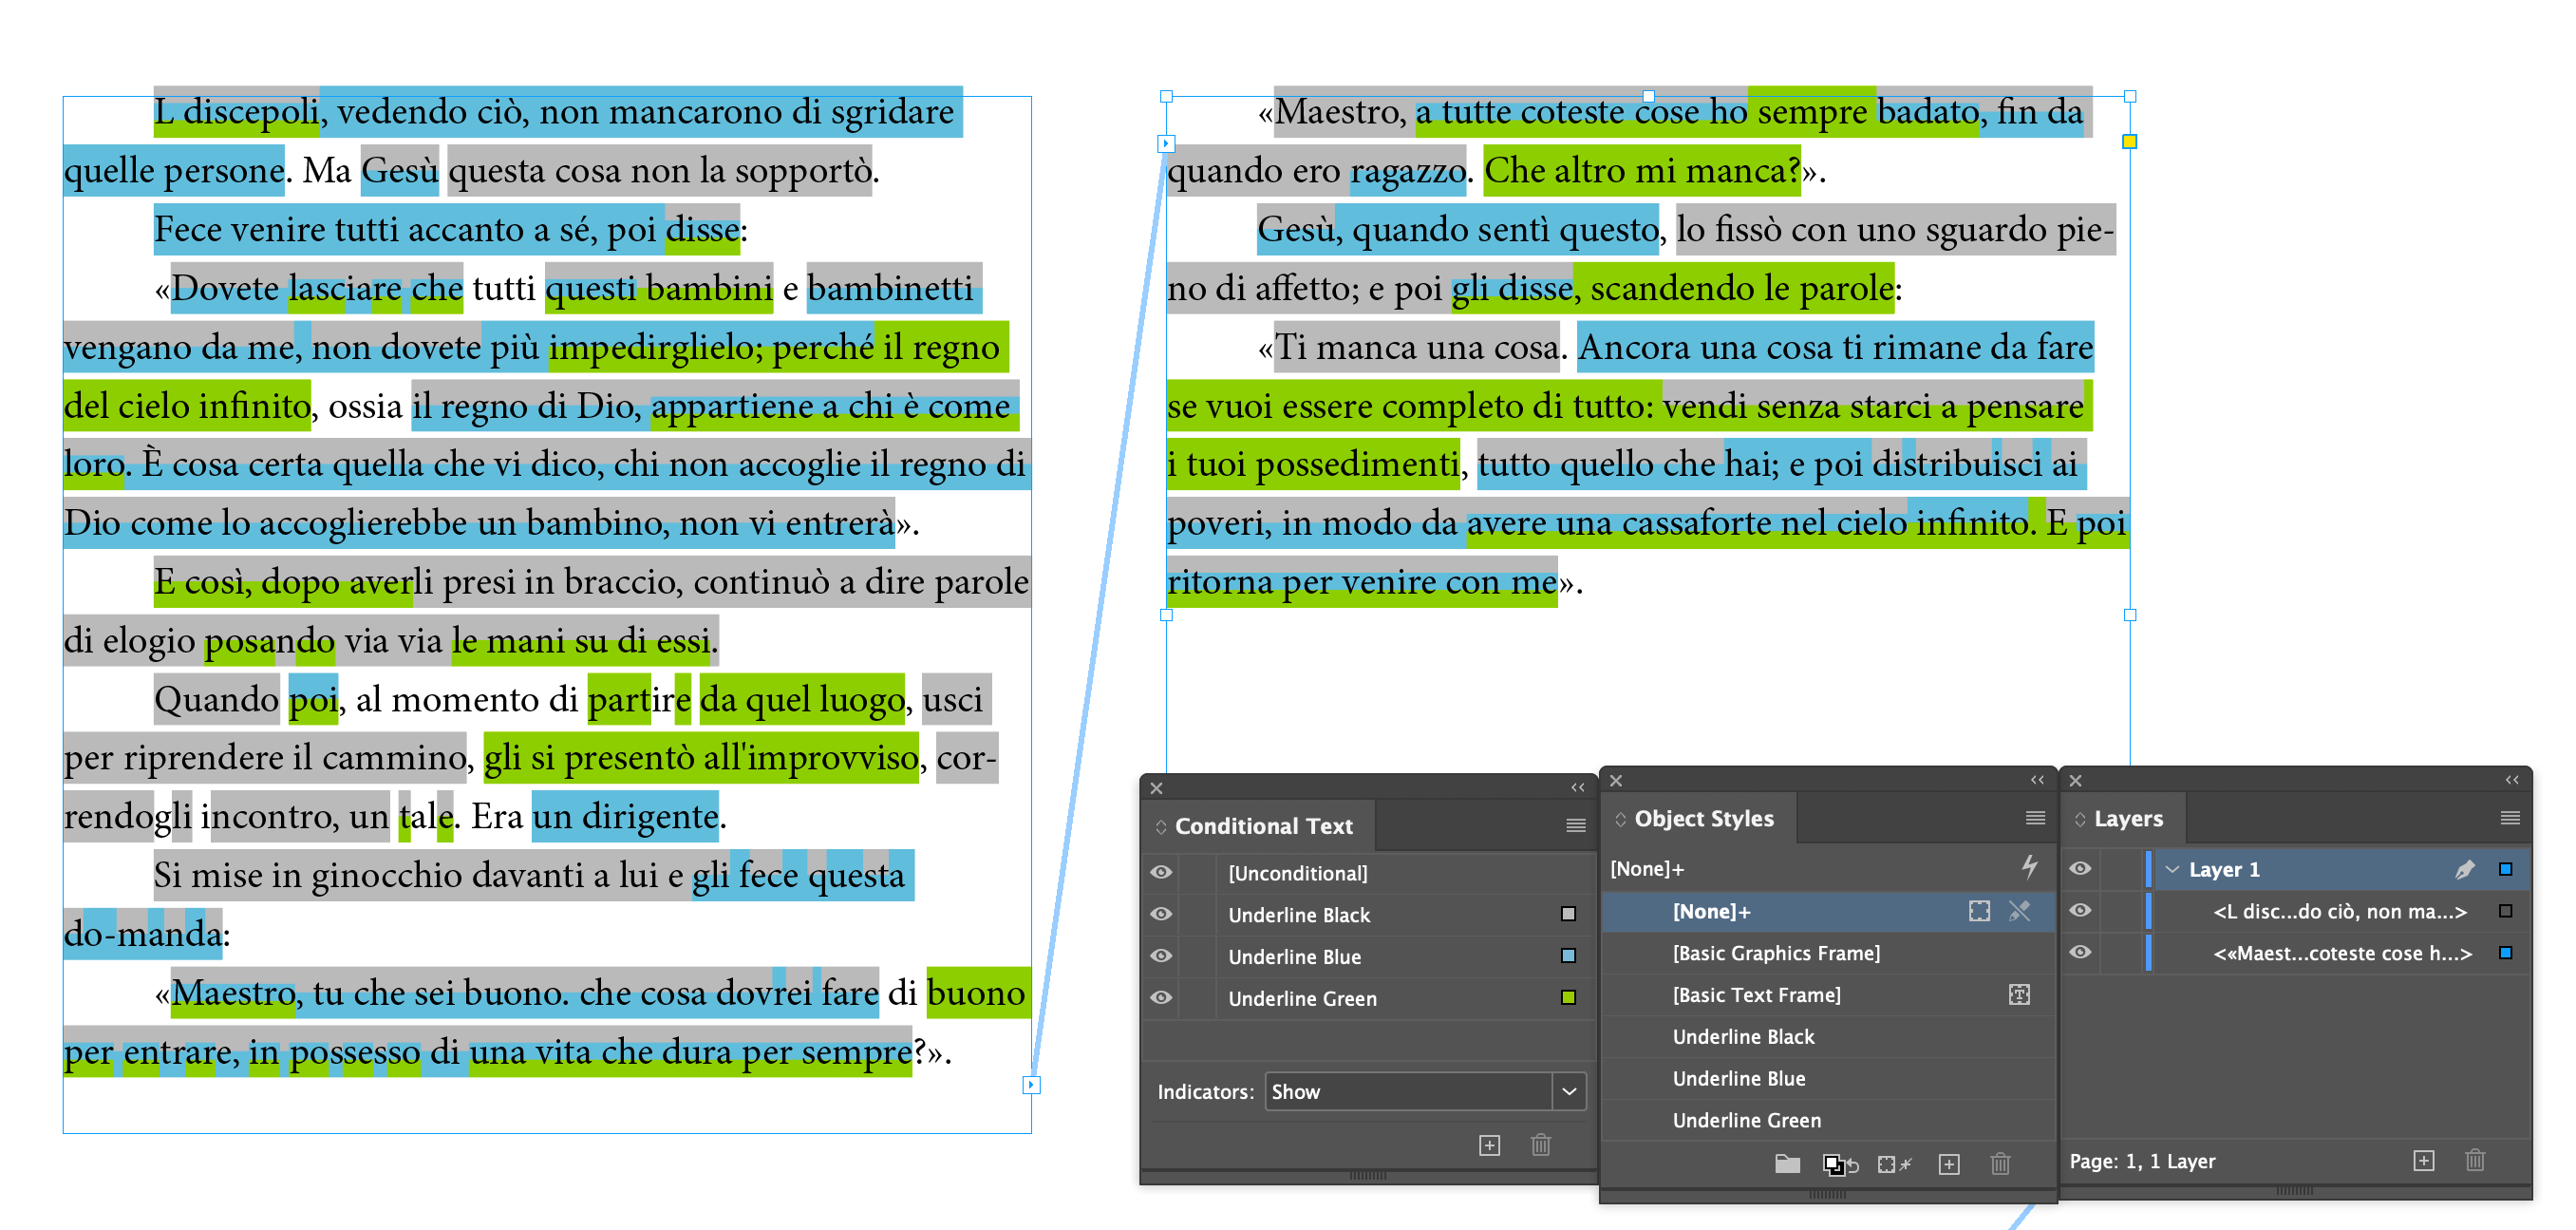 L discepoli, vedendo ciò, non mancarono di sgridare
quelle persone. Ma Gesù questa cosa non la sopportò.
Fece venire tutti accanto a sé, poi disse:
«Dovete lasciare che tutti questi bambini e bambinetti
vengano da me, non dovete più impedirglielo; perché il regno
del cielo infinito, ossia il regno di Dio, appartiene a chi è come
loro. È cosa certa quella che vi dico, chi non accoglie il regno di
Dio come lo accoglierebbe un bambino, non vi entrerà».
E così, dopo averli presi in braccio, continuò a dire parole
di elogio posando via via le mani su di essi.
Quando poi, al momento di partire da quel luogo, usci
per riprendere il cammino, gli si presentò all'improvviso, cor-
rendogli incontro, un tale. Era un dirigente.
Si mise in ginocchio davanti a lui e gli fece questa
do-manda:
«Maestro, tu che sei buono. che cosa dovrei fare di buono
per entrare, in possesso di una vita che dura per sempre?».
«Maestro, a tutte coteste cose ho sempre badato, fin da
quando ero ragazzo. Che altro mi manca?».
Gesù, quando sentì questo, lo fissò con uno sguardo pie-
no di affetto; e poi gli disse, scandendo le parole:
«Ti manca una cosa. Ancora una cosa ti rimane da fare
se vuoi essere completo di tutto: vendi senza starci a pensare
i tuoi possedimenti, tutto quello che hai; e poi distribuisci ai
poveri, in modo da avere una cassaforte nel cielo infinito. E poi
ritorna per venire con me».
Conditional Text
[Unconditional]
Underline Black
Underline Blue
Underline Green
Indicators: Show
Object Styles
[None]+
[None]+
[Basic Graphics Frame]
[Basic Text Frame]
Underline Black
Underline Blue
Underline Green
Layers
Layer 1
<L disc...do ciò, non ma...>
<«Maest...coteste cose h...>
Page: 1, 1 Layer